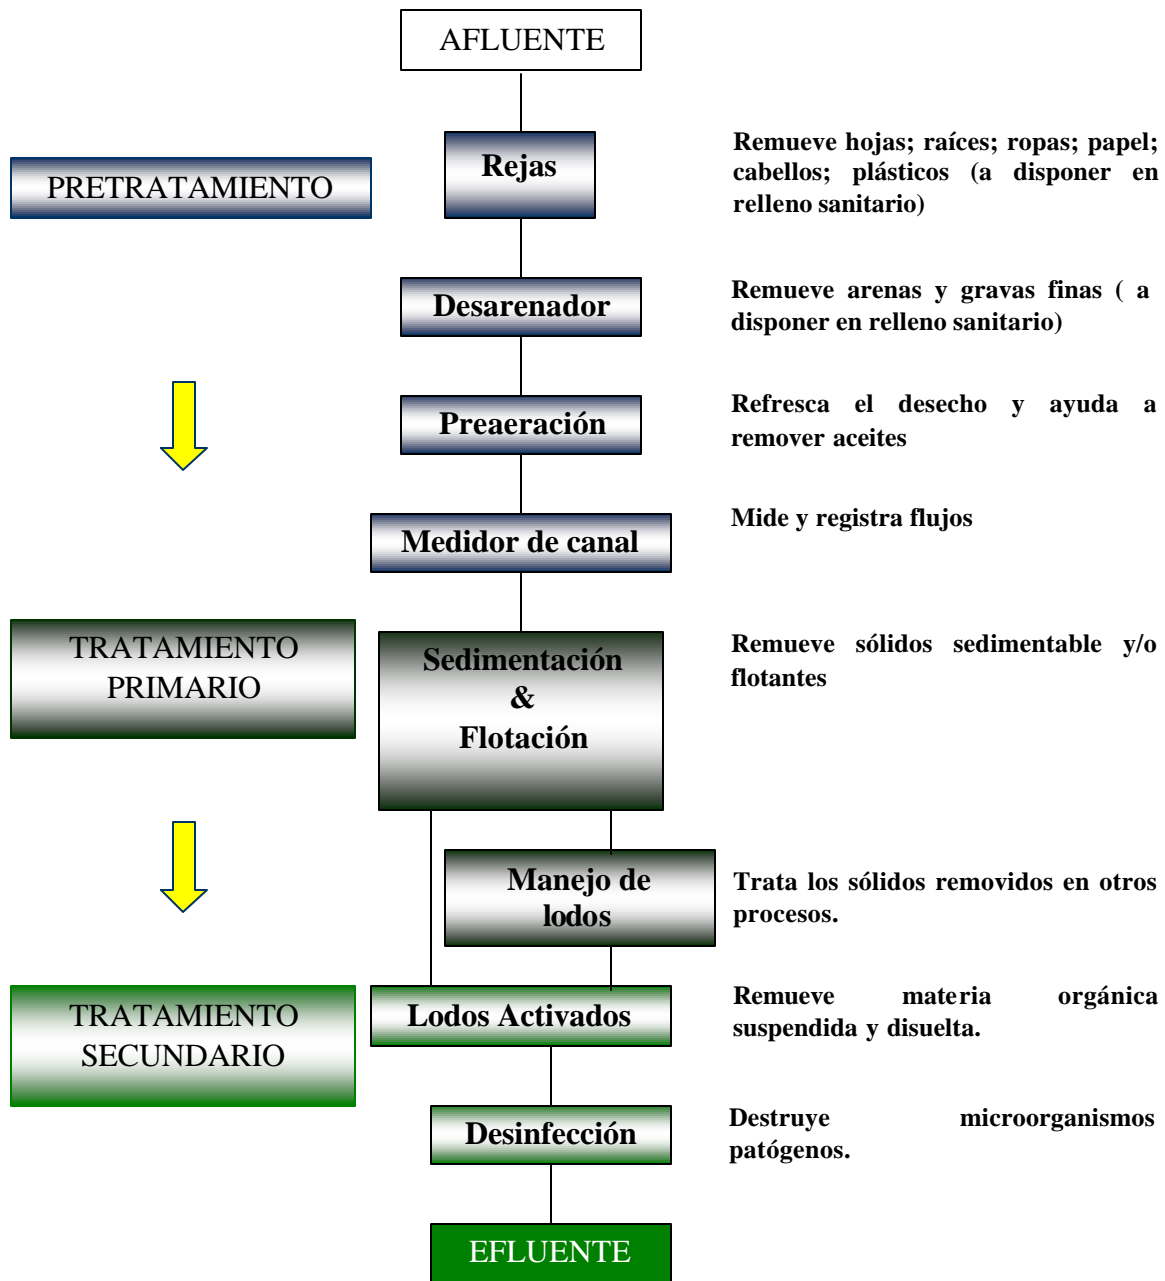 AFLUENTE
PRETRATAMIENTO
Rejas
Remueve hojas; raíces; ropas; papel;
cabellos; plásticos (a disponer en
relleno sanitario)
Desarenador
Remueve arenas y gravas finas ( a
disponer en relleno sanitario)
Preaeración
Refresca el desecho y ayuda a
remover aceites
Medidor de canal
Mide y registra flujos
TRATAMIENTO
PRIMARIO
Sedimentación
&
Flotación
Remueve sólidos sedimentable y/o
flotantes
Manejo de
lodos
Trata los sólidos removidos en otros
procesos.
TRATAMIENTO
SECUNDARIO
Lodos Activados
Remueve materia orgánica
suspendida y disuelta.
Desinfección
Destruye microorganismos
patógenos.
EFLUENTE